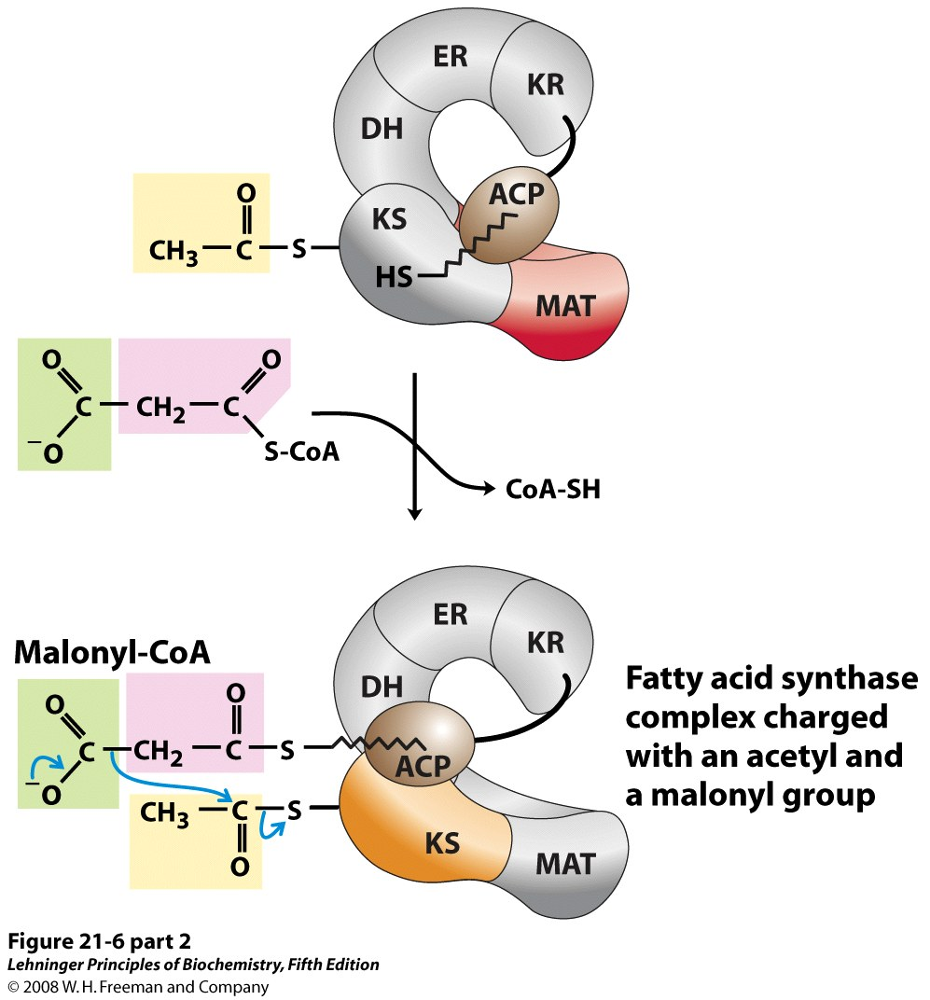 ER
KR
DH
ACP
KS
HS
MAT
O
CH₃ C S
O O
C CH₂ C
⁻O
S-CoA
CoA-SH
ER
KR
DH
Malonyl-CoA
O O
C CH₂ C S
⁻O
ACP
CH₃ C S
O
KS
MAT
Fatty acid synthase
complex charged
with an acetyl and
a malonyl group
Figure 21-6 part 2
Lehninger Principles of Biochemistry, Fifth Edition
© 2008 W. H. Freeman and Company